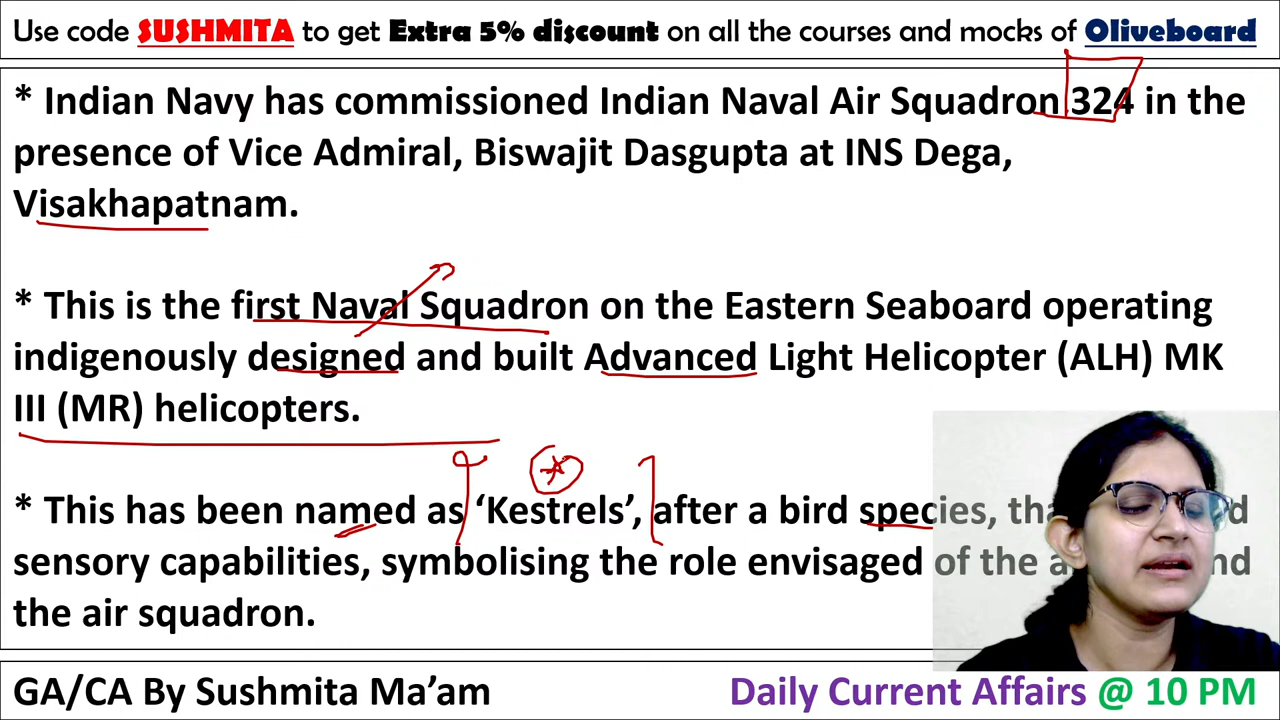 Use code SUSHMITA to get Extra 5% discount on all the courses and mocks of Oliveboard
* Indian Navy has commissioned Indian Naval Air Squadron 324 in the
presence of Vice Admiral, Biswajit Dasgupta at INS Dega,
Visakhapatnam.
* This is the first Naval Squadron on the Eastern Seaboard operating
indigenously designed and built Advanced Light Helicopter (ALH) MK
III (MR) helicopters.
* This has been named as ‘Kestrels’, after a bird species,
sensory capabilities, symbolising the role envisaged of the
the air squadron.
GA/CA By Sushmita Ma’am
Daily Current Affairs @ 10 PM